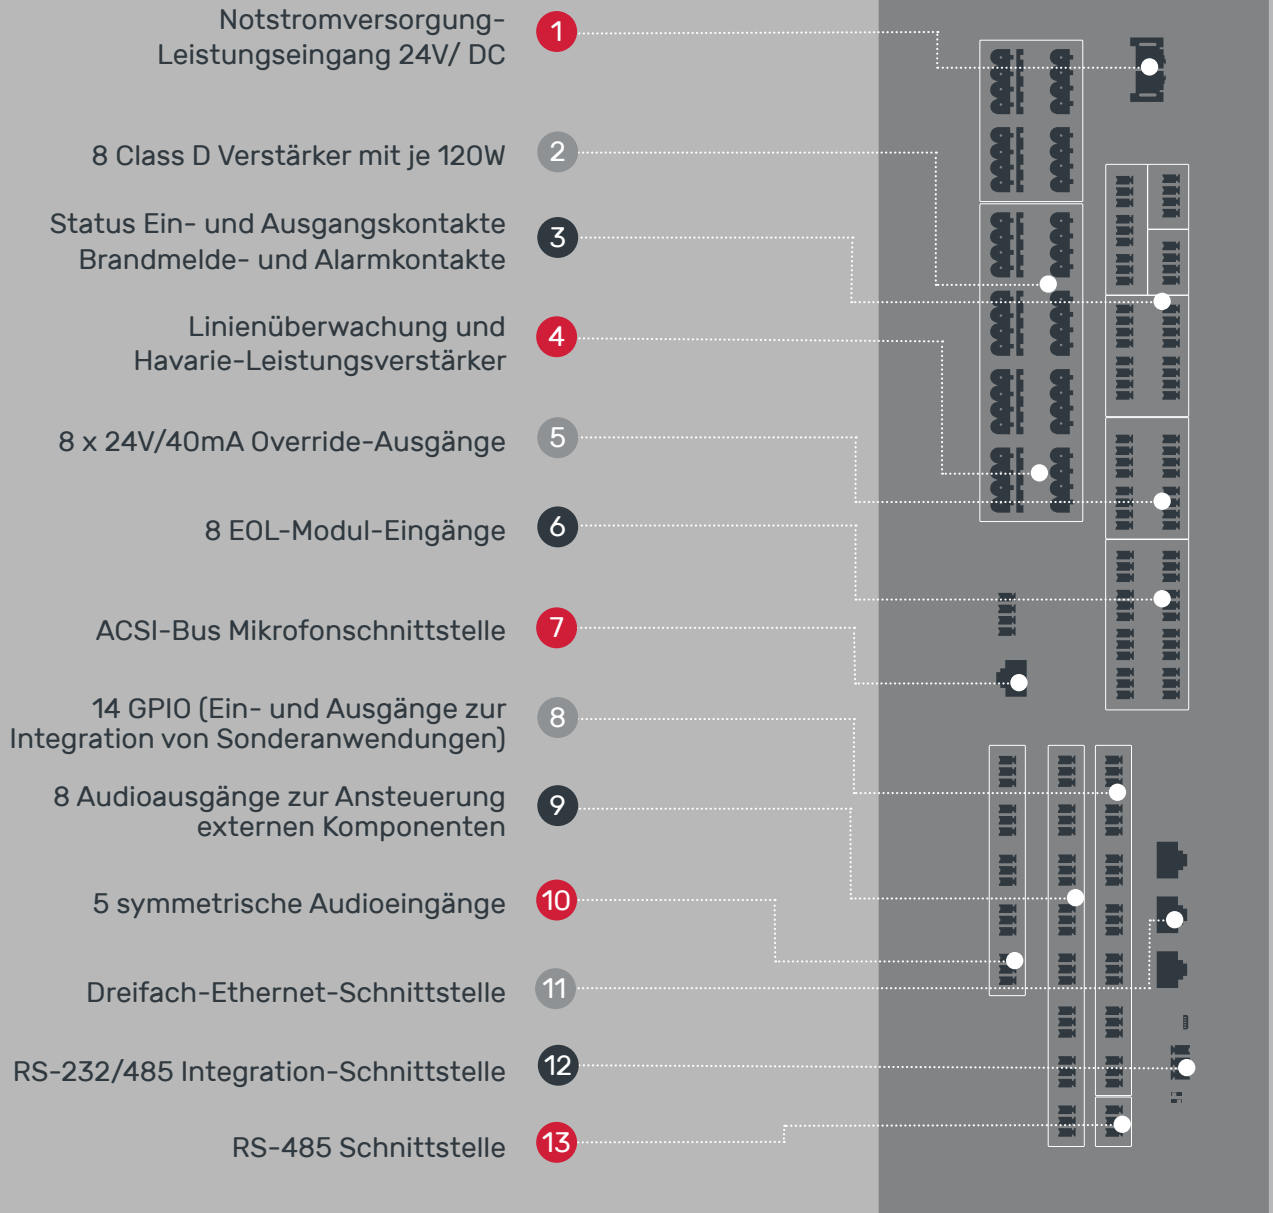 Notstromversorgung-
Leistungseingang 24V/ DC
1
8 Class D Verstärker mit je 120W
2
Status Ein- und Ausgangskontakte
Brandmelde- und Alarmkontakte
3
Linienüberwachung und
Havarie-Leistungsverstärker
4
8 x 24V/40mA Override-Ausgänge
5
8 EOL-Modul-Eingänge
6
ACSI-Bus Mikrofonschnittstelle
7
14 GPIO (Ein- und Ausgänge zur
Integration von Sonderanwendungen)
8
8 Audioausgänge zur Ansteuerung
externen Komponenten
9
5 symmetrische Audioeingänge
10
Dreifach-Ethernet-Schnittstelle
11
RS-232/485 Integration-Schnittstelle
12
RS-485 Schnittstelle
13